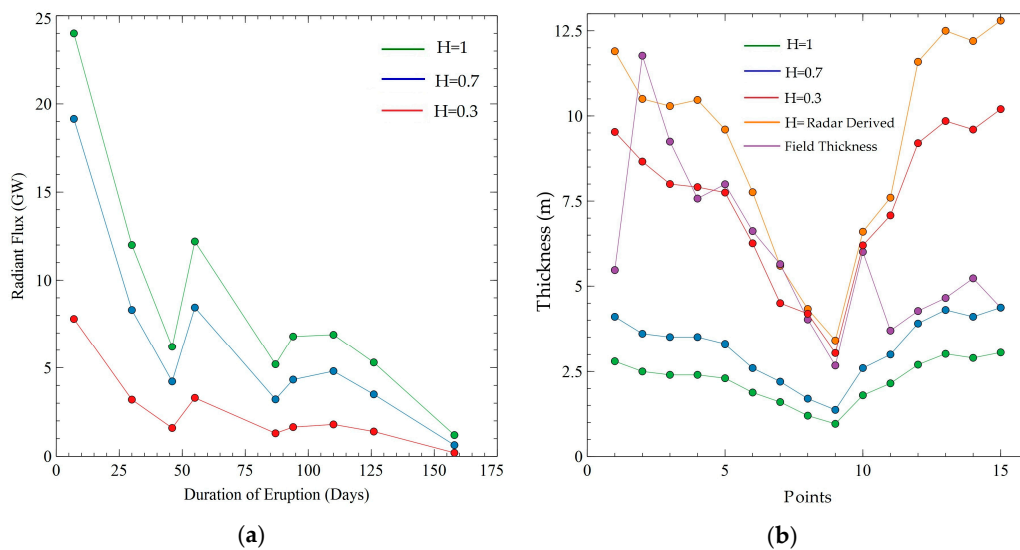 25
20
15
10
5
0
0
25
50
75
100
125
150
175
Radiant Flux (GW)
Duration of Eruption (Days)
H=1
H=0.7
H=0.3
(a)
12.5
10
7.5
5
2.5
0
0
5
10
15
Thickness (m)
Points
H=1
H=0.7
H=0.3
H=Radar Derived
Field Thickness
(b)